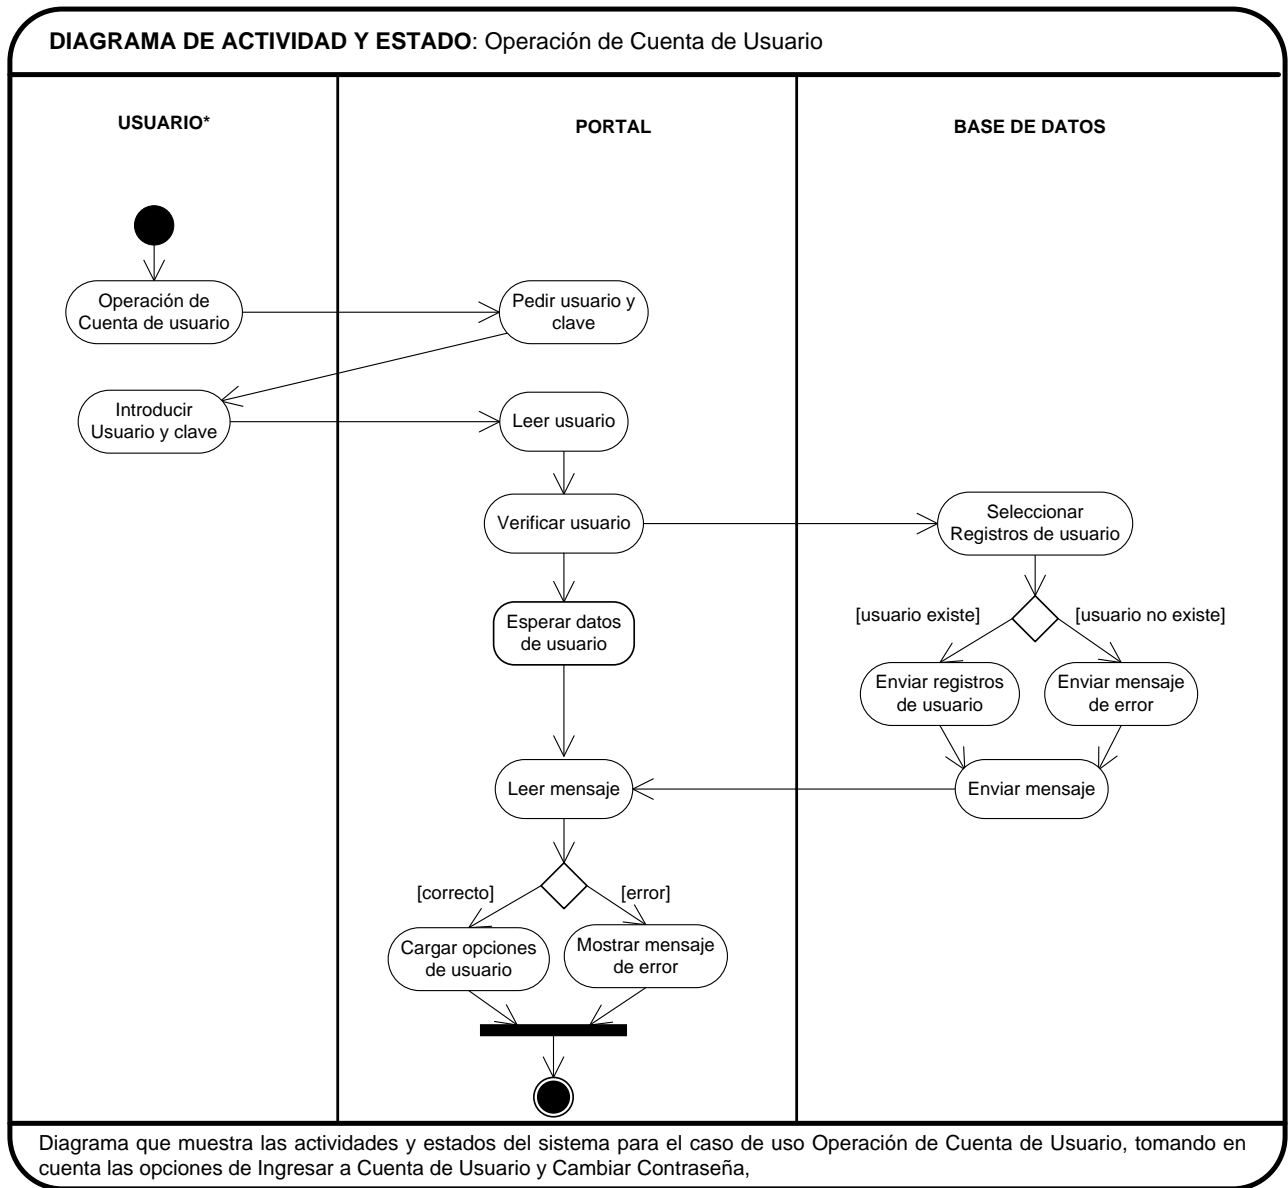 DIAGRAMA DE ACTIVIDAD Y ESTADO: Operación de Cuenta de Usuario
USUARIO*
PORTAL
BASE DE DATOS
Operación de
Cuenta de usuario
Pedir usuario y
clave
Introducir
Usuario y clave
Leer usuario
Verificar usuario
Seleccionar
Registros de usuario
Esperar datos
de usuario
[usuario existe]
[usuario no existe]
Enviar registros
de usuario
Enviar mensaje
de error
Leer mensaje
Enviar mensaje
[correcto]
[error]
Cargar opciones
de usuario
Mostrar mensaje
de error
Diagrama que muestra las actividades y estados del sistema para el caso de uso Operación de Cuenta de Usuario, tomando en
cuenta las opciones de Ingresar a Cuenta de Usuario y Cambiar Contraseña,